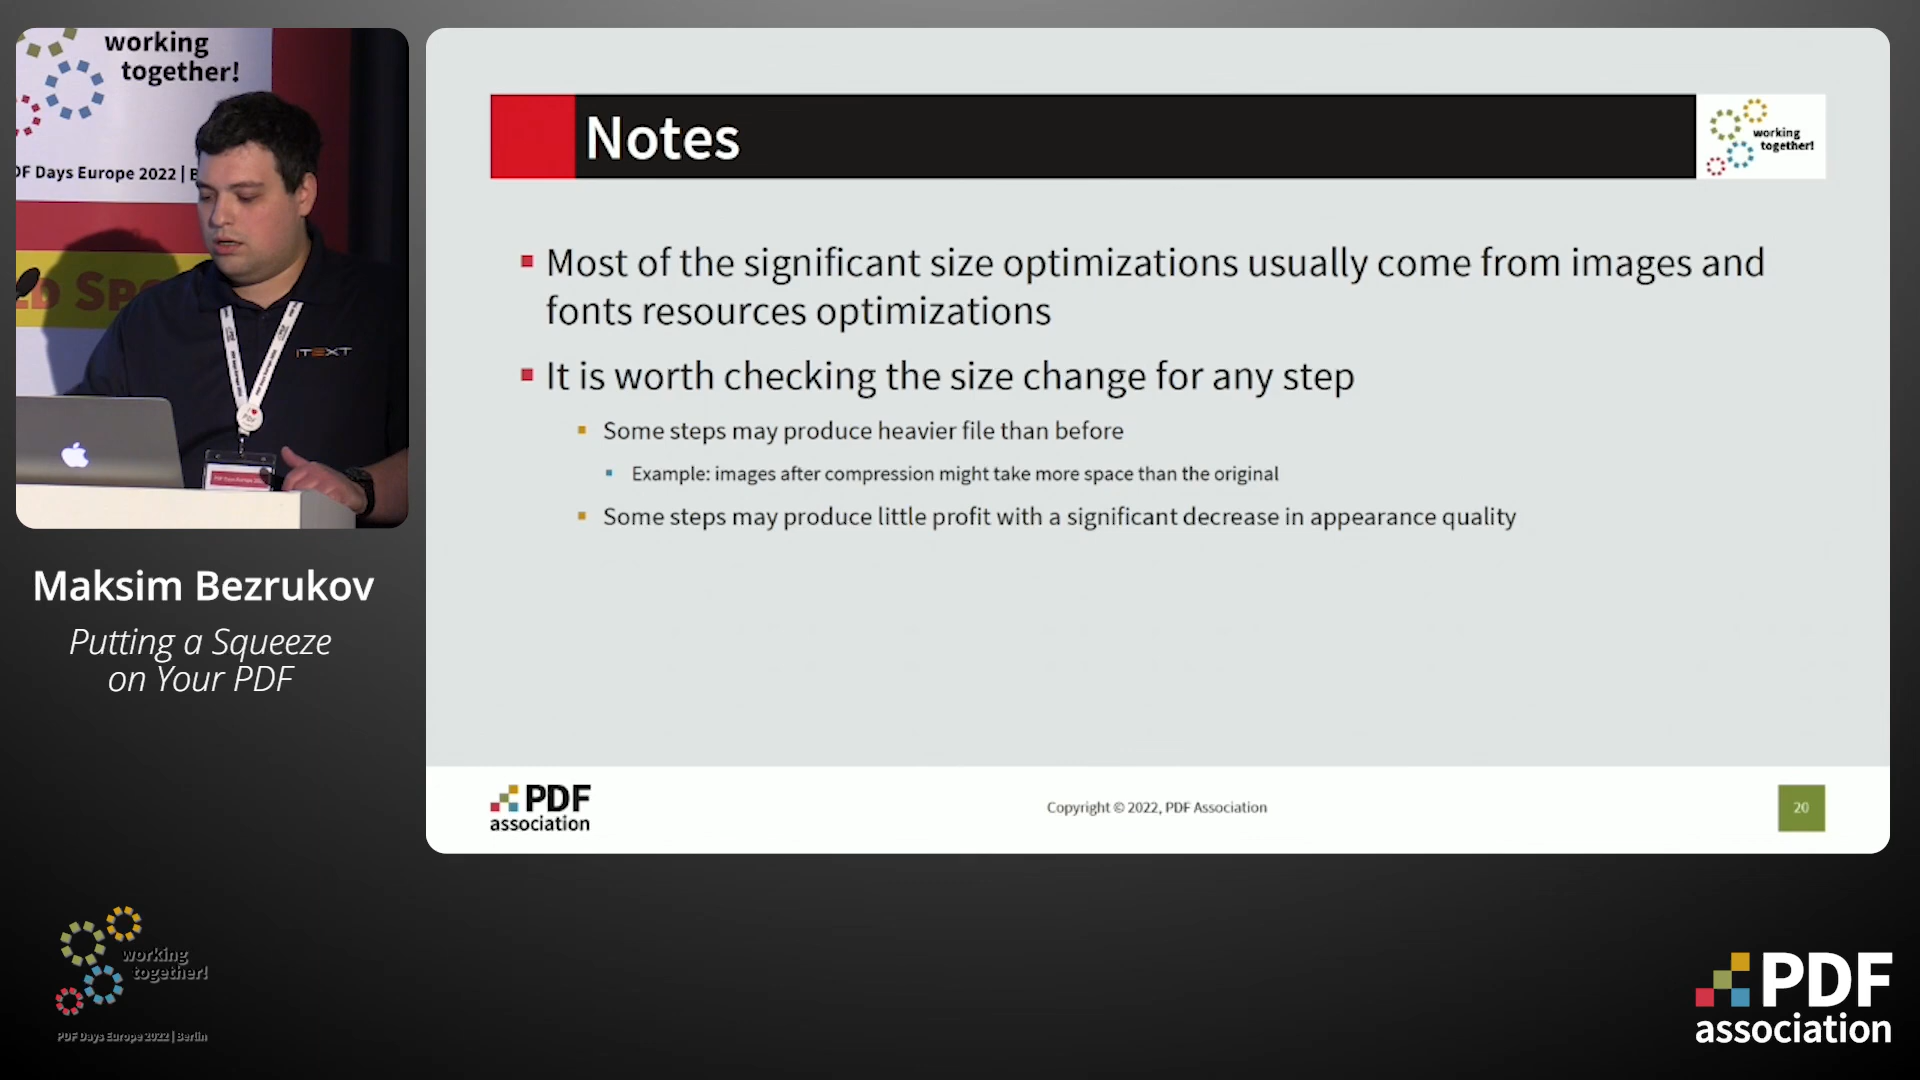 working
together!
DF Days Europe 2022 |
ITEXT
Maksim Bezrukov
Putting a Squeeze
on Your PDF
Notes
working
together!
Most of the significant size optimizations usually come from images and
fonts resources optimizations
It is worth checking the size change for any step
Some steps may produce heavier file than before
Example: images after compression might take more space than the original
Some steps may produce little profit with a significant decrease in appearance quality
PDF
association
Copyright © 2022, PDF Association
20
working
together!
PDF Days Europe 2022 | Berlin
PDF
association